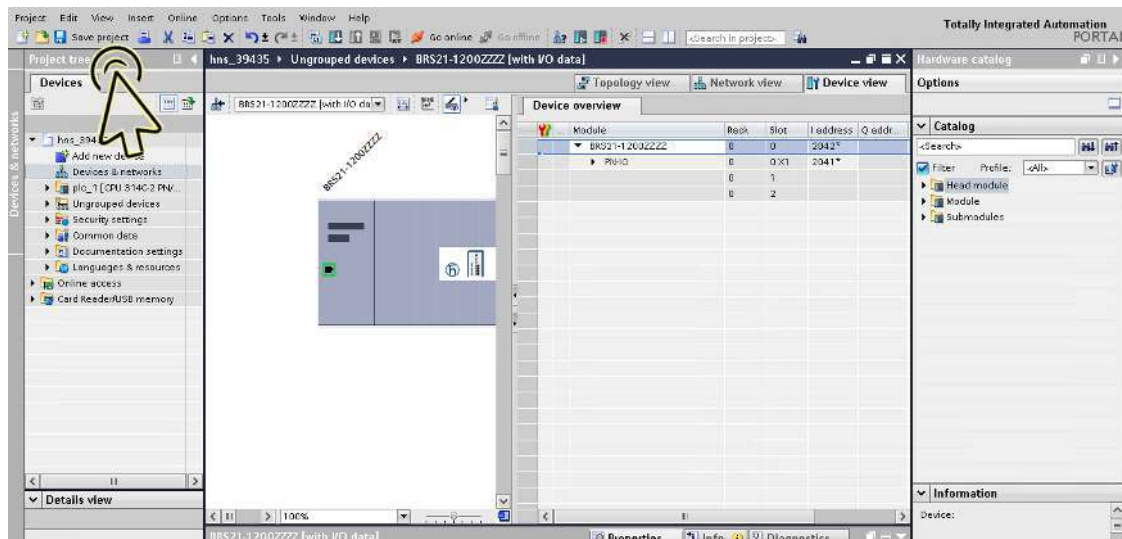 Project Edit View Insert Online Options Tools Window Help
Totally Integrated Automation
PORTAL
Save project
Go online
Go offline
<Search in project>
Project tree
hns_39435 ▸ Ungrouped devices ▸ BRS21-1200ZZZZ [with I/O data]
Hardware catalog
Devices
Topology view
Network view
Device view
Options
Devices & networks
BRS21-1200ZZZZ [with I/O da
Device overview
Module Rack Slot I address Q addr...
BRS21-1200ZZZZ 0 0 2042*
PN-IO 0 0 X1 2041*
0 1
0 2
Catalog
<Search>
Filter Profile: <All>
Head module
Module
Submodules
Add new
Devices & networks
plc_1 [CPU 314C-2 PN/...
Ungrouped devices
Security settings
Common data
Documentation settings
Languages & resources
Online access
Card Reader/USB memory
BRS21-1200ZZZZ
Details view
100%
Information
Device:
BRS21-1200ZZZZ [with I/O data]
Properties
Info
Diagnostics